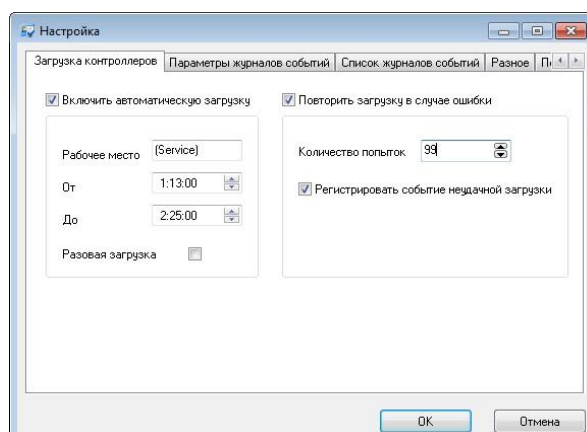 Настройка
Загрузка контроллеров Параметры журналов событий Список журналов событий Разное
Включить автоматическую загрузку Повторить загрузку в случае ошибки
Рабочее место (Service) Количество попыток 99
От 1:13:00 Регистрировать событие неудачной загрузки
До 2:25:00
Разовая загрузка
OK Отмена